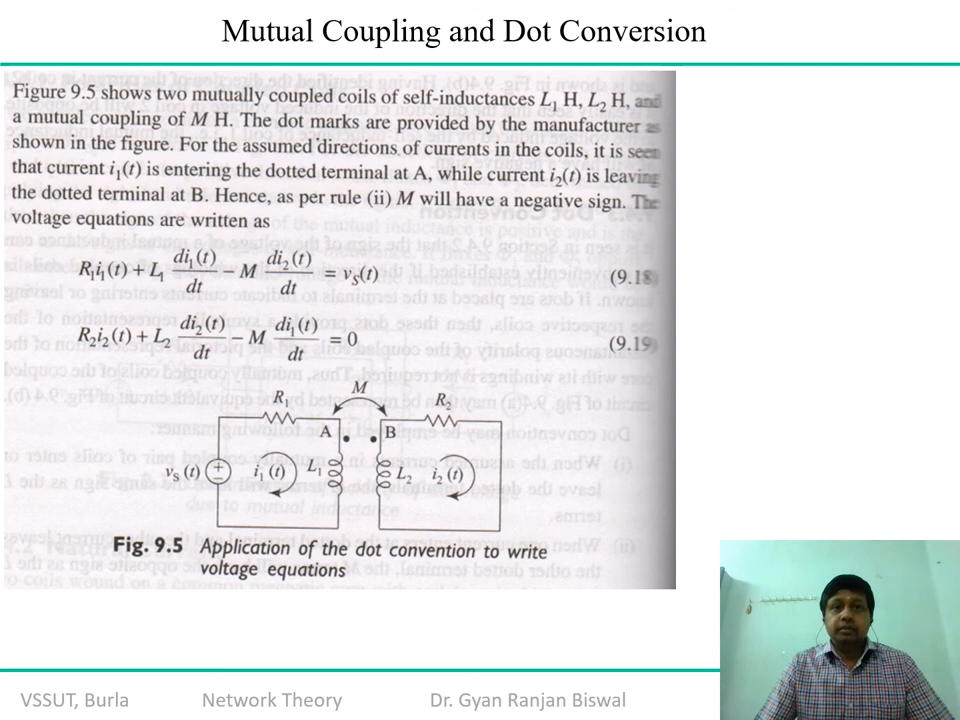 Mutual Coupling and Dot Conversion
Figure 9.5 shows two mutually coupled coils of self-inductances L₁ H, L₂ H, and
a mutual coupling of M H. The dot marks are provided by the manufacturer as
shown in the figure. For the assumed directions of currents in the coils, it is seen
that current i₁(t) is entering the dotted terminal at A, while current i₂(t) is leaving
the dotted terminal at B. Hence, as per rule (ii) M will have a negative sign. The
voltage equations are written as
R₁i₁(t) + L₁ di₁(t)/dt − M di₂(t)/dt = vₛ(t) (9.18)
R₂i₂(t) + L₂ di₂(t)/dt − M di₁(t)/dt = 0 (9.19)
M
R₁ R₂
A B
vₛ(t) + − i₁(t) L₁ L₂ i₂(t)
Fig. 9.5 Application of the dot convention to write
voltage equations
VSSUT, Burla Network Theory Dr. Gyan Ranjan Biswal